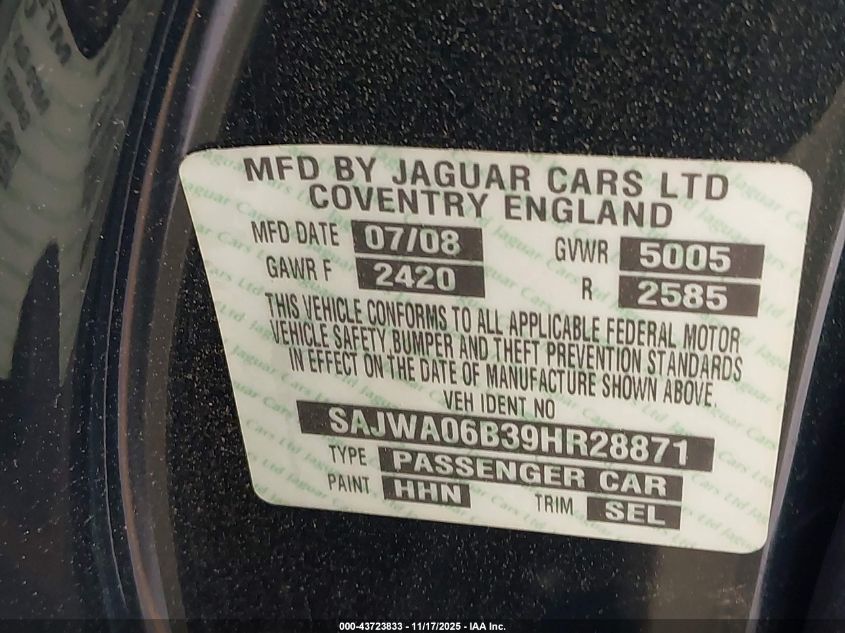 MFD BY JAGUAR CARS LTD
COVENTRY ENGLAND
MFD DATE 07/08 GVWR 5005
GAWR F 2420 R 2585
THIS VEHICLE CONFORMS TO ALL APPLICABLE FEDERAL MOTOR
VEHICLE SAFETY BUMPER AND THEFT PREVENTION STANDARDS
IN EFFECT ON THE DATE OF MANUFACTURE SHOWN ABOVE.
VEH IDENT NO
SAJWA06B39HR28871
TYPE PASSENGER CAR
PAINT HHN TRIM SEL
000-43723833 - 11/17/2025 - IAA Inc.